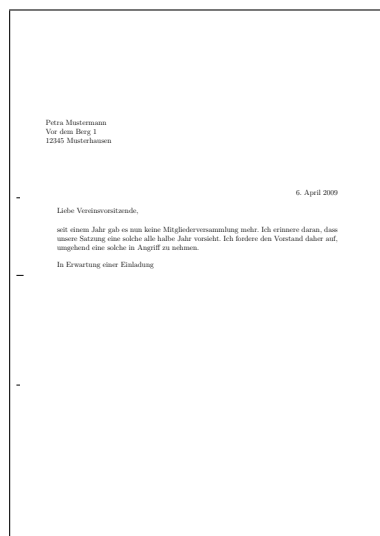 Petra Mustermann
Vor dem Berg 1
12345 Musterhausen
6. April 2009
Liebe Vereinsvorsitzende,
seit einem Jahr gab es nun keine Mitgliederversammlung mehr. Ich erinnere daran, dass
unsere Satzung eine solche alle halbe Jahr vorsieht. Ich fordere den Vorstand daher auf,
umgehend eine solche in Angriff zu nehmen.
In Erwartung einer Einladung